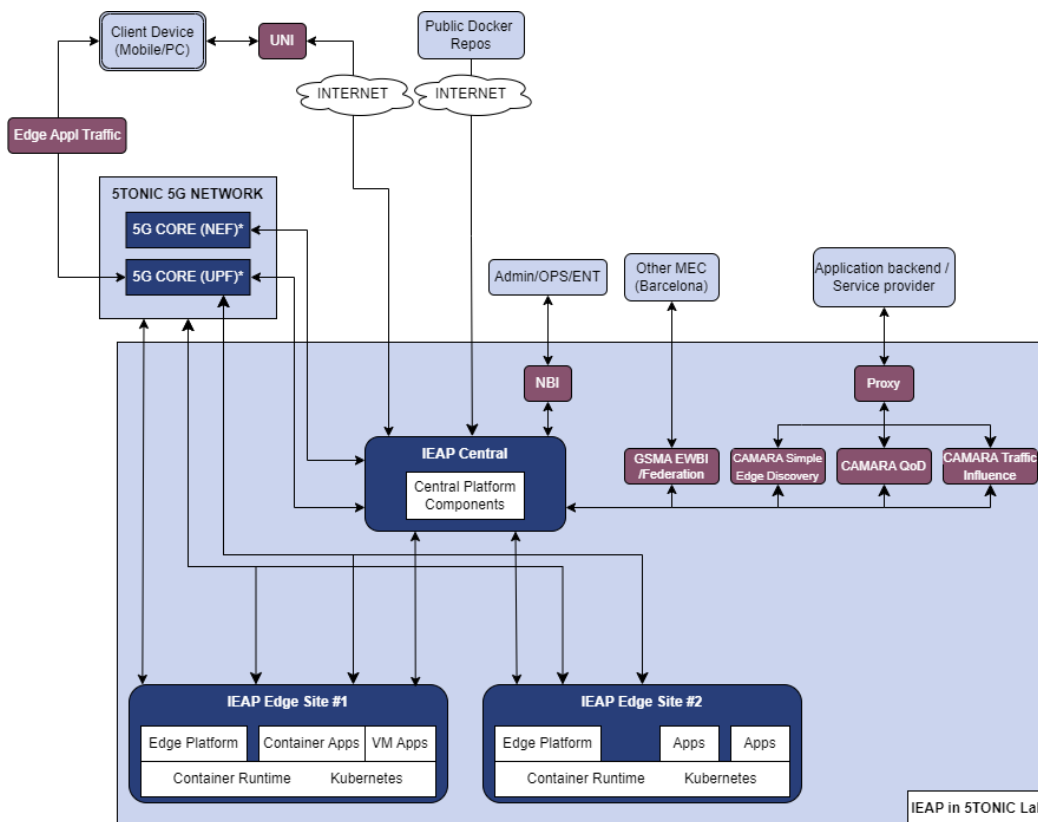 Client Device
(Mobile/PC)
UNI
Public Docker
Repos
INTERNET
INTERNET
Edge Appl Traffic
5TONIC 5G NETWORK
5G CORE (NEF)*
5G CORE (UPF)*
Admin/OPS/ENT
Other MEC
(Barcelona)
Application backend /
Service provider
NBI
Proxy
IEAP Central
Central Platform
Components
GSMA EWBI
/Federation
CAMARA Simple
Edge Discovery
CAMARA QoD
CAMARA Traffic
Influence
IEAP Edge Site #1
Edge Platform
Container Apps
VM Apps
Container Runtime
Kubernetes
IEAP Edge Site #2
Edge Platform
Apps
Apps
Container Runtime
Kubernetes
IEAP in 5TONIC La